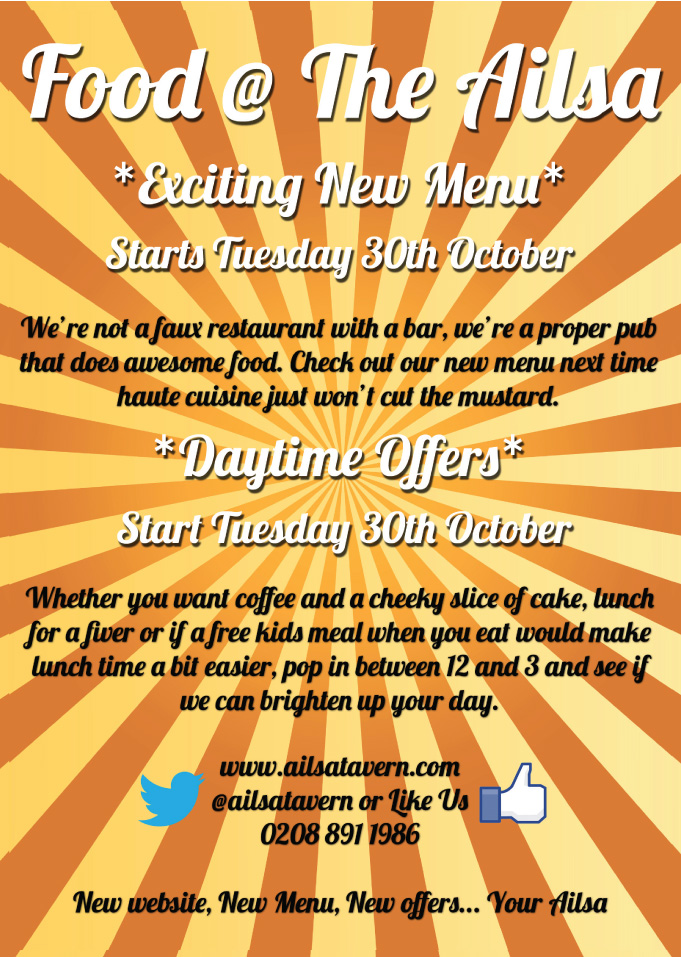 Food @ The Ailsa
*Exciting New Menu*
Starts Tuesday 30th October
We're not a faux restaurant with a bar, we're a proper pub
that does awesome food. Check out our new menu next time
haute cuisine just won't cut the mustard.
*Daytime Offers*
Start Tuesday 30th October
Whether you want coffee and a cheeky slice of cake, lunch
for a fiver or if a free kids meal when you eat would make
lunch time a bit easier, pop in between 12 and 3 and see if
we can brighten up your day.
www.ailsatavern.com
@ailsatavern or Like Us
0208 891 1986
New website, New Menu, New offers... Your Ailsa